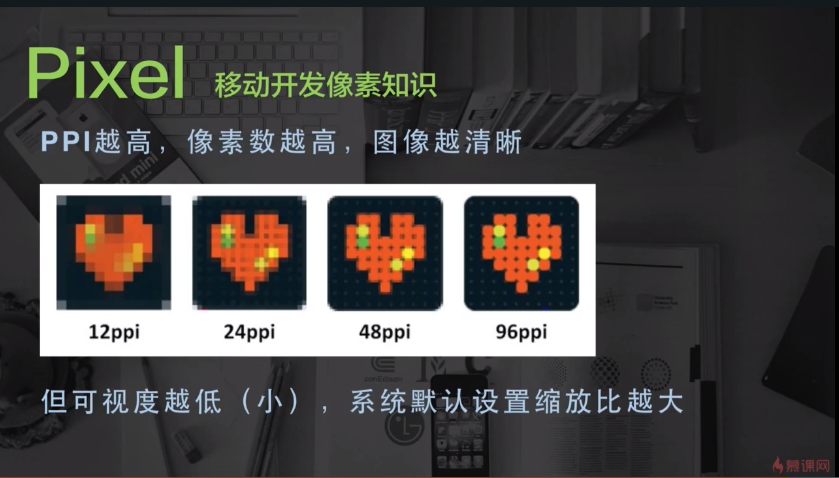 Pixel 移动开发像素知识
PPI越高，像素数越高，图像越清晰
12ppi 24ppi 48ppi 96ppi
但可视度越低（小），系统默认设置缩放比越大
慕课网